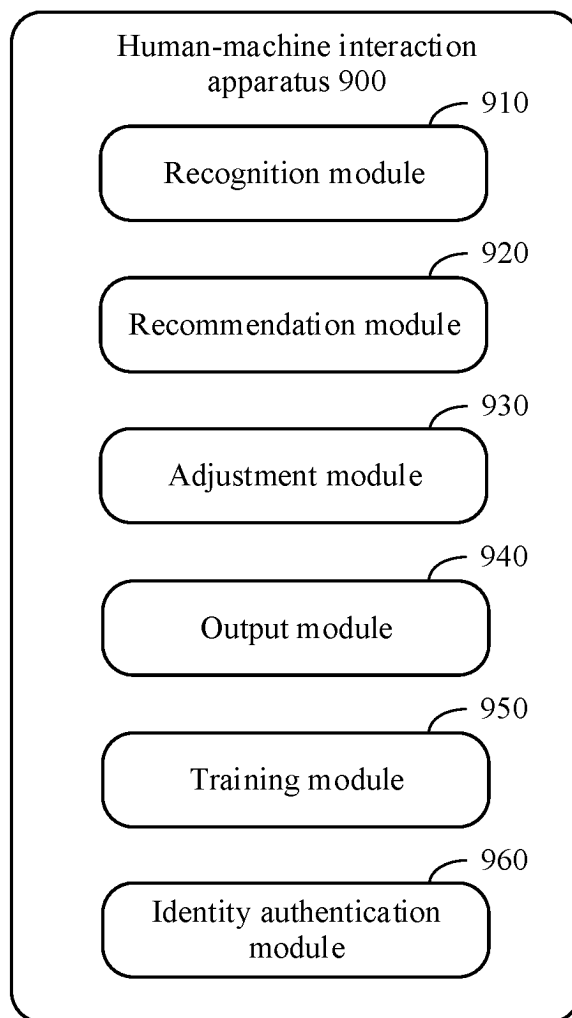 Human-machine interaction
apparatus 900
910
Recognition module
920
Recommendation module
930
Adjustment module
940
Output module
950
Training module
960
Identity authentication
module